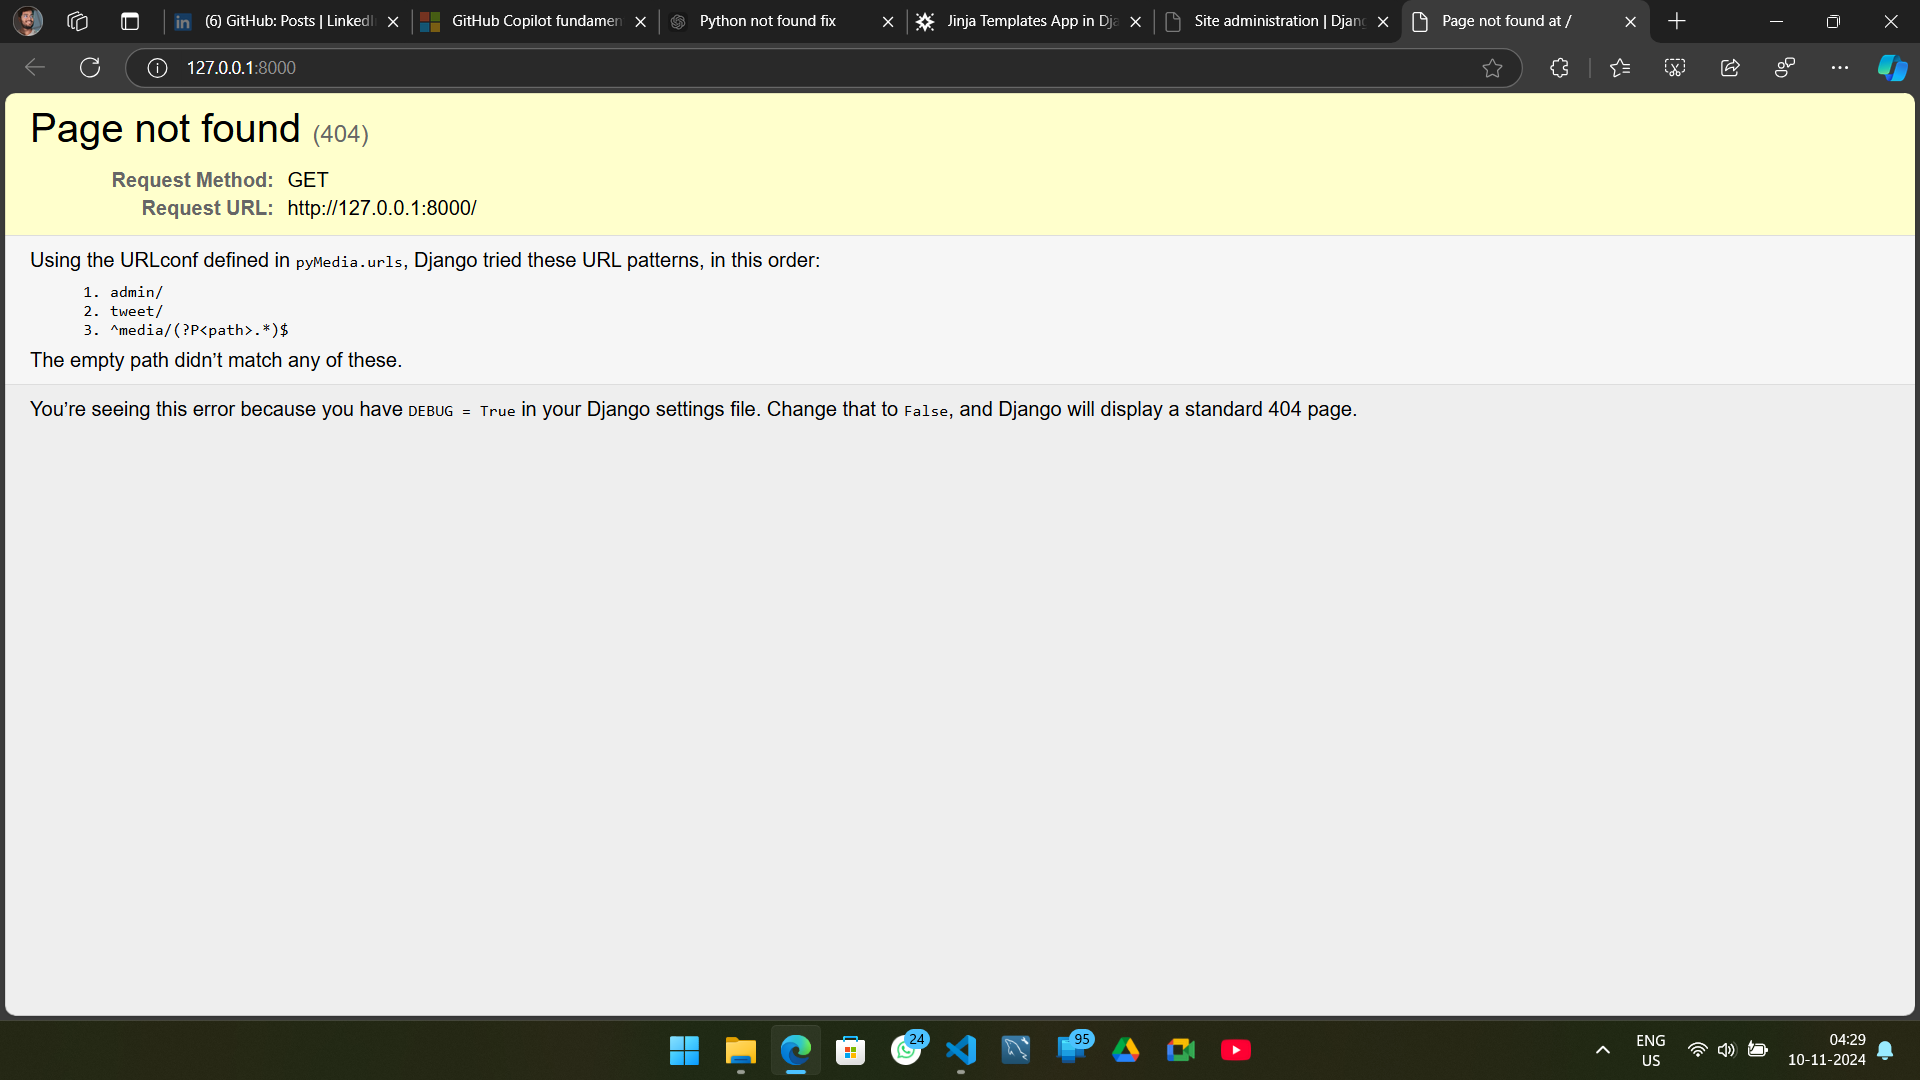 (6) GitHub: Posts | LinkedI
GitHub Copilot fundamen
Python not found fix
Jinja Templates App in Dja
Site administration | Djang
Page not found at /
127.0.0.1:8000
Page not found (404)
Request Method: GET
Request URL: http://127.0.0.1:8000/
Using the URLconf defined in pyMedia.urls, Django tried these URL patterns, in this order:
1. admin/
2. tweet/
3. ^media/(?P<path>.*)$
The empty path didn’t match any of these.
You’re seeing this error because you have DEBUG = True in your Django settings file. Change that to False, and Django will display a standard 404 page.
24
95
ENG
US
04:29
10-11-2024